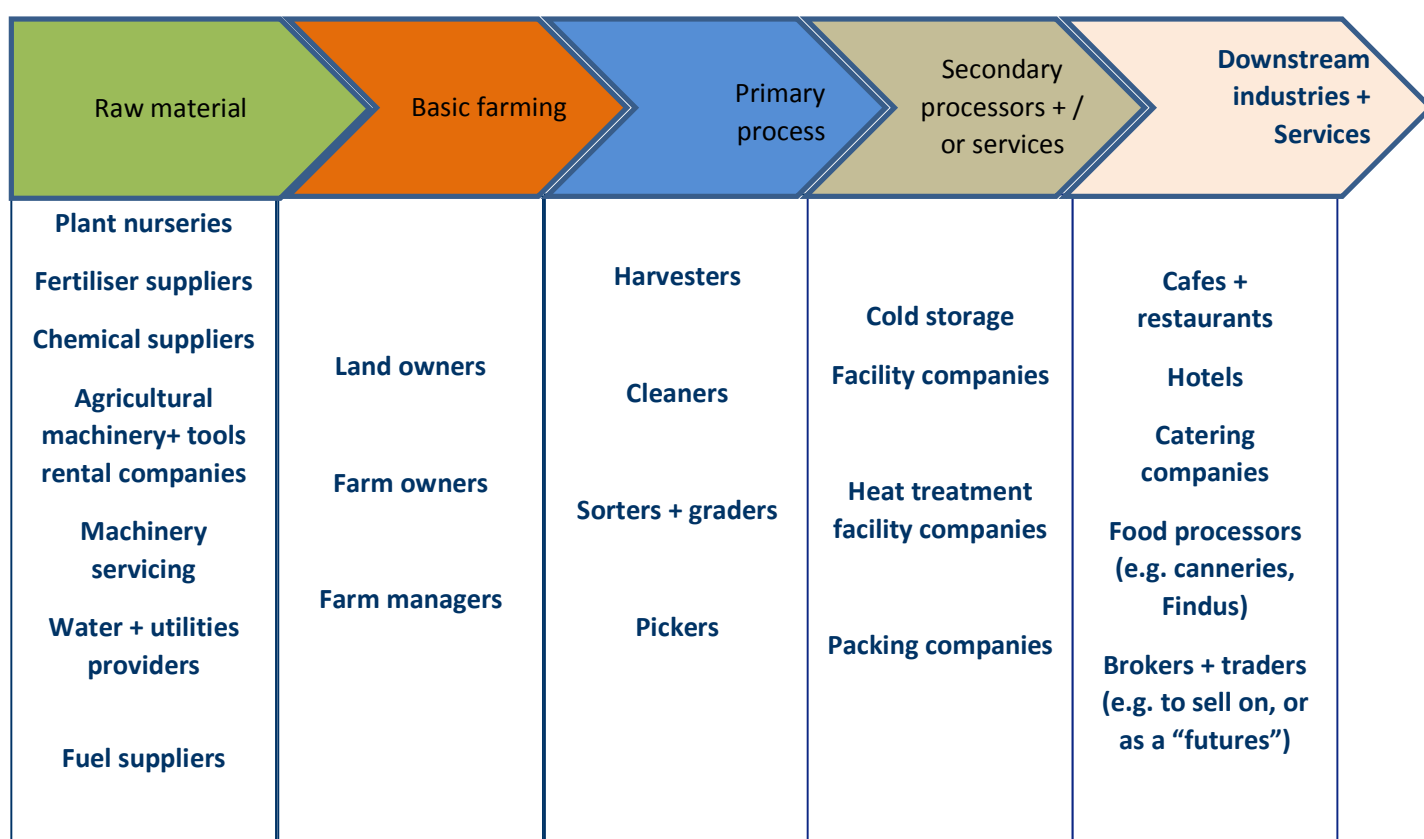 Raw material
Basic farming
Primary
process
Secondary
processors + /
or services
Downstream
industries +
Services
Plant nurseries
Fertiliser suppliers
Chemical suppliers
Agricultural
machinery+ tools
rental companies
Machinery
servicing
Water + utilities
providers
Fuel suppliers
Land owners
Farm owners
Farm managers
Harvesters
Cleaners
Sorters + graders
Pickers
Cold storage
Facility companies
Heat treatment
facility companies
Packing companies
Cafes +
restaurants
Hotels
Catering
companies
Food processors
(e.g. canneries,
Findus)
Brokers + traders
(e.g. to sell on, or
as a “futures”)